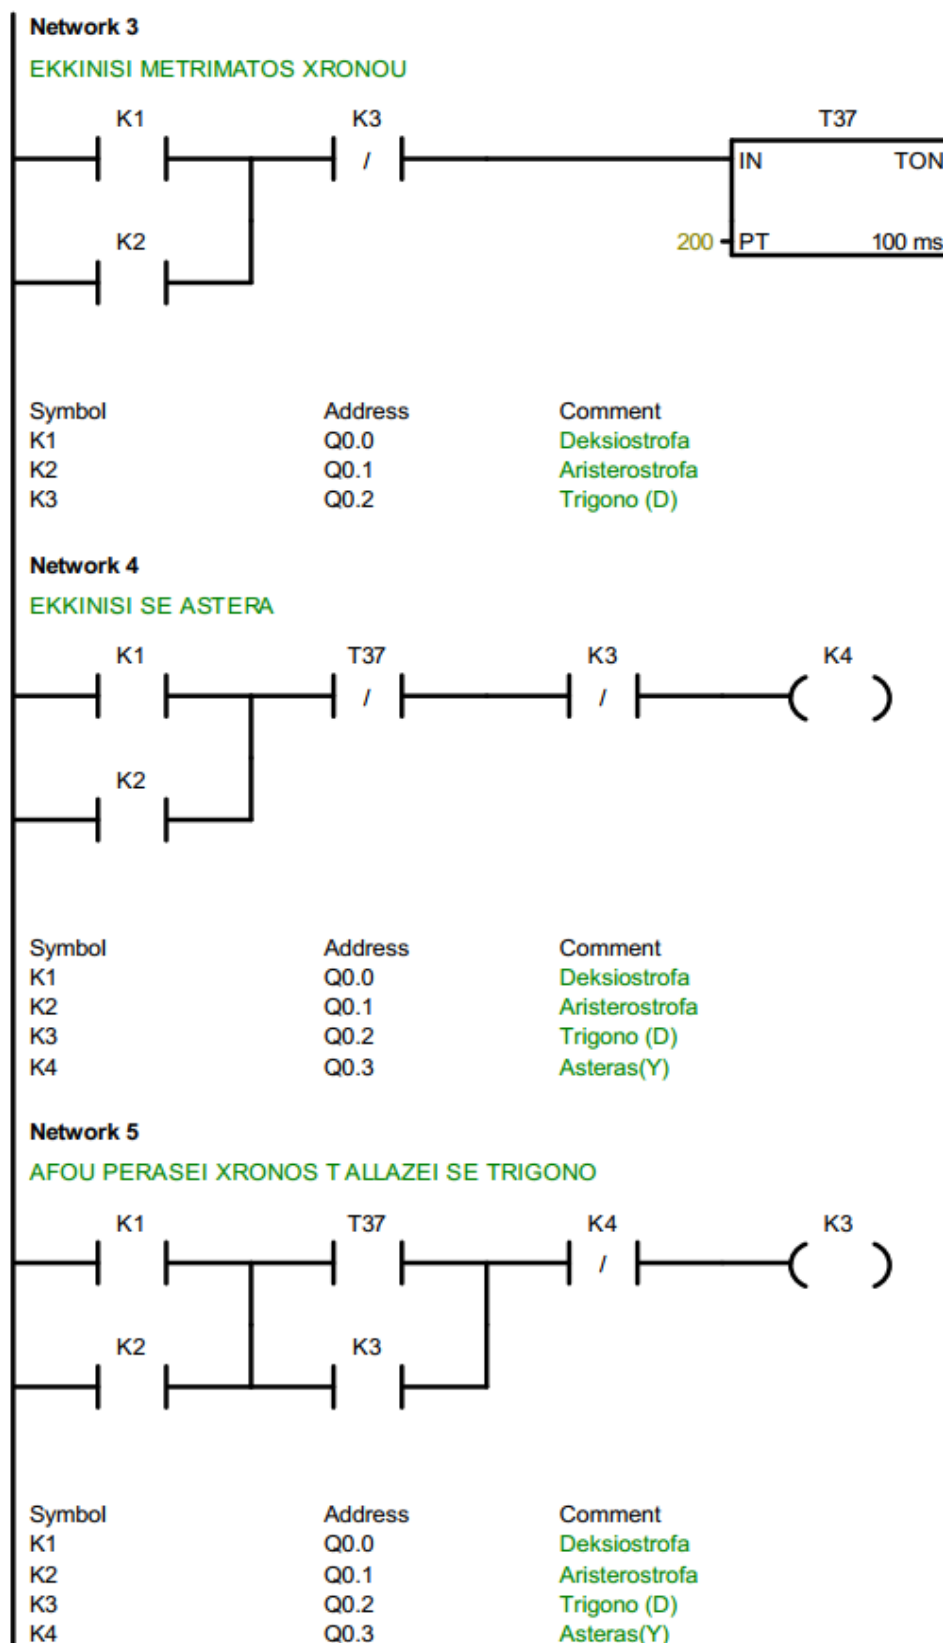 Network 3
EKKINISI METRIMATOS XRONOU
K1 K3 T37
/ IN TON
K2 200 PT 100 ms
Symbol Address Comment
K1 Q0.0 Deksiostrofa
K2 Q0.1 Aristerostrofa
K3 Q0.2 Trigono (D)
Network 4
EKKINISI SE ASTERA
K1 T37 K3 K4
/ / ( )
K2
Symbol Address Comment
K1 Q0.0 Deksiostrofa
K2 Q0.1 Aristerostrofa
K3 Q0.2 Trigono (D)
K4 Q0.3 Asteras(Y)
Network 5
AFOU PERASEI XRONOS T ALLAZEI SE TRIGONO
K1 T37 K4 K3
/ ( )
K2 K3
Symbol Address Comment
K1 Q0.0 Deksiostrofa
K2 Q0.1 Aristerostrofa
K3 Q0.2 Trigono (D)
K4 Q0.3 Asteras(Y)